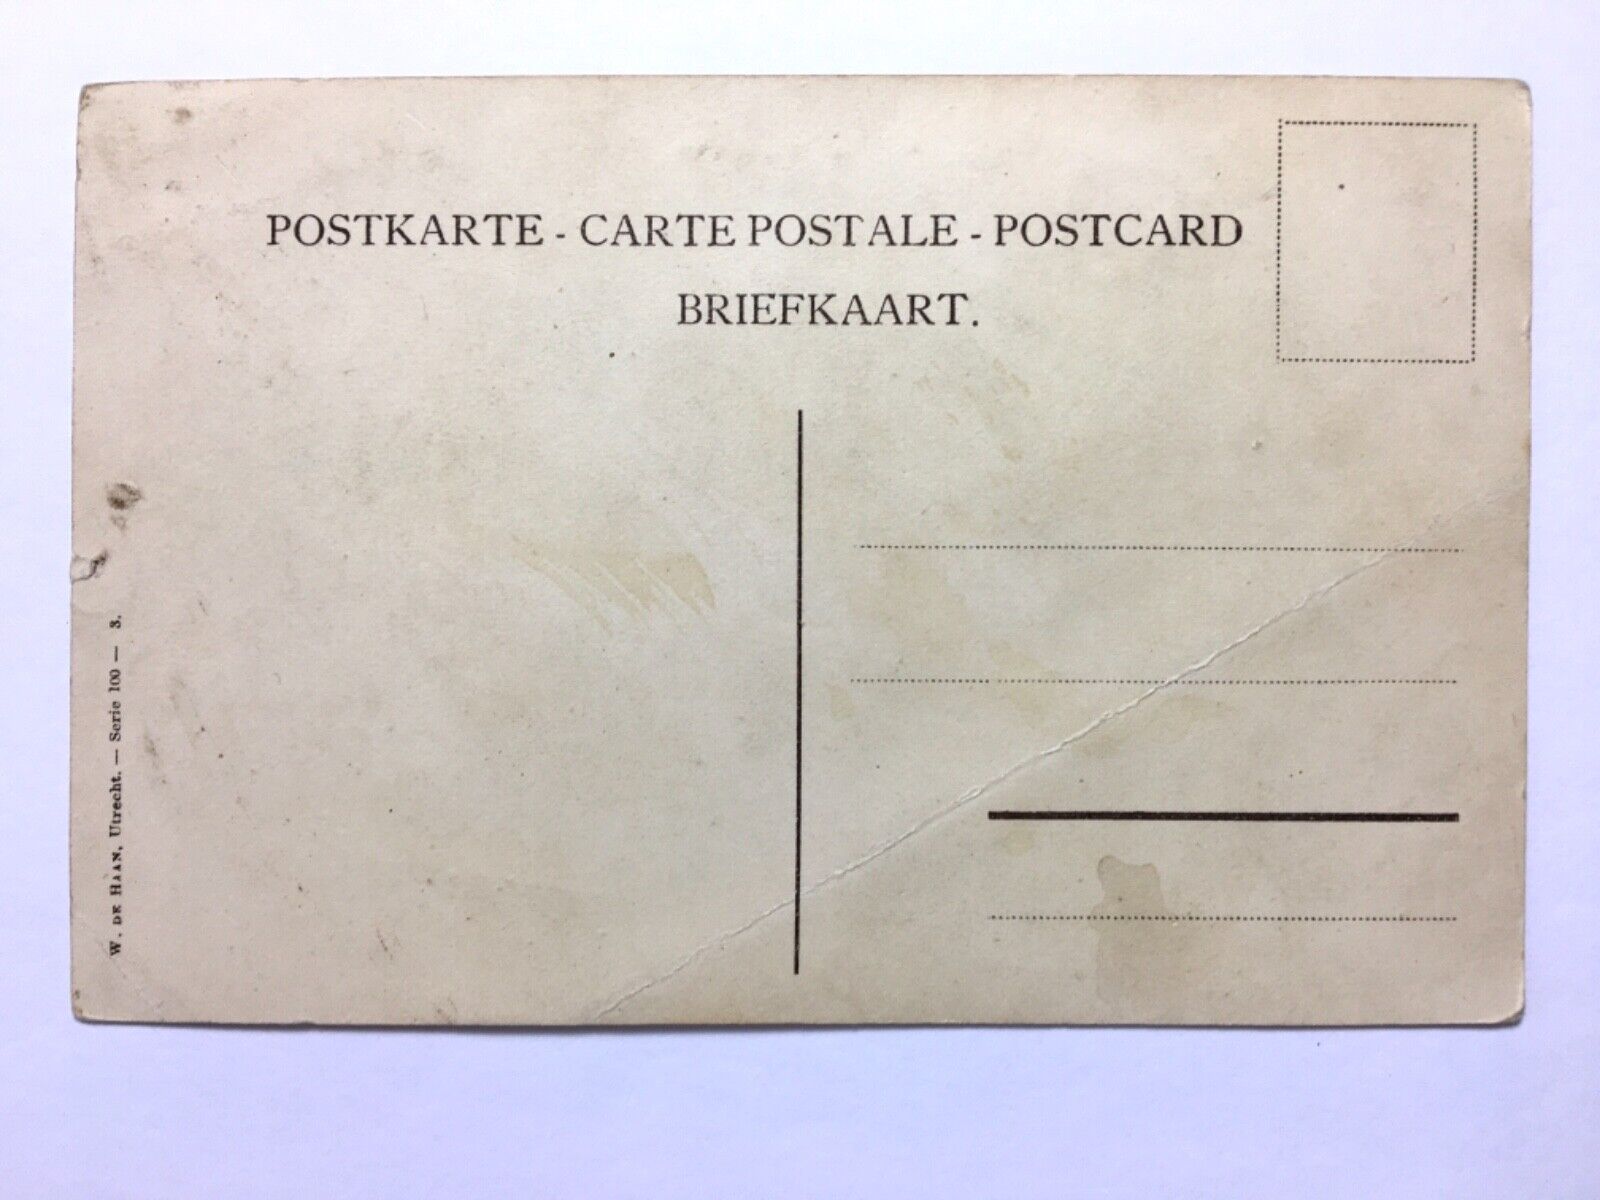 POSTKARTE - CARTE POSTALE - POSTCARD
BRIEFKAART.
W. DE HAAN, Utrecht. — Serie 100 — 3.